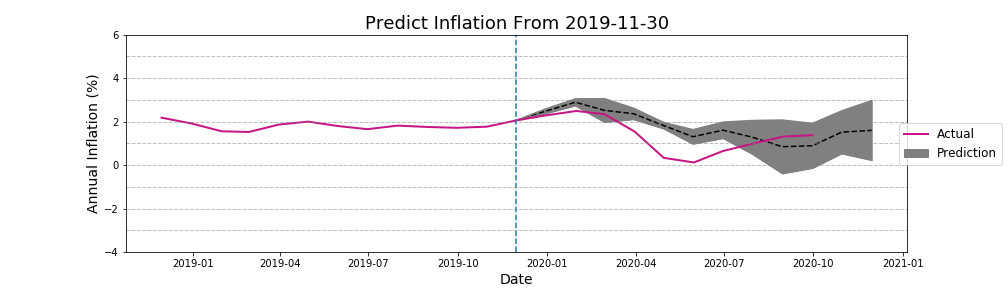 Predict Inflation From 2019-11-30
Annual Inflation (%)
6
4
2
0
−2
−4
2019-01 2019-04 2019-07 2019-10 2020-01 2020-04 2020-07 2020-10 2021-01
Date
Actual
Prediction